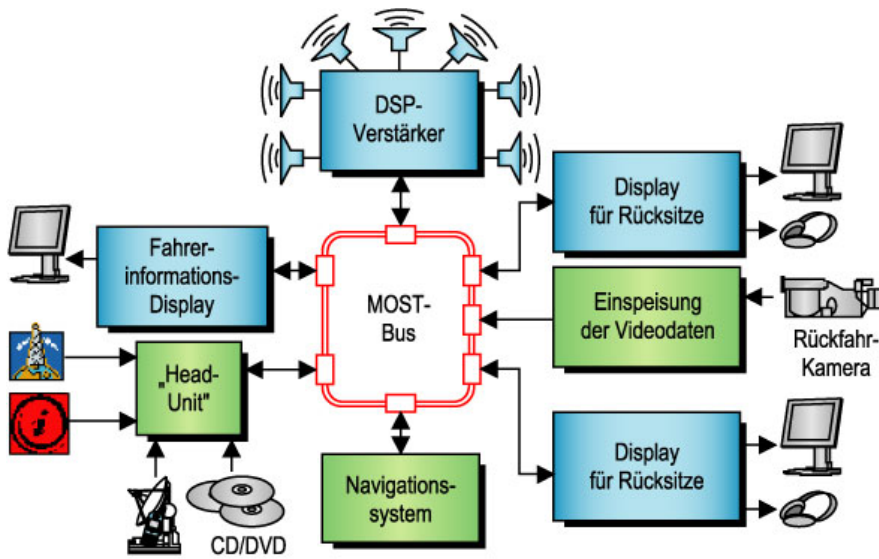 DSP-
Verstärker
Display
für Rücksitze
Fahrer-
informations-
Display
MOST-
Bus
Einspeisung
der Videodaten
Rückfahr-
Kamera
„Head-
Unit"
i
Navigations-
system
Display
für Rücksitze
CD/DVD